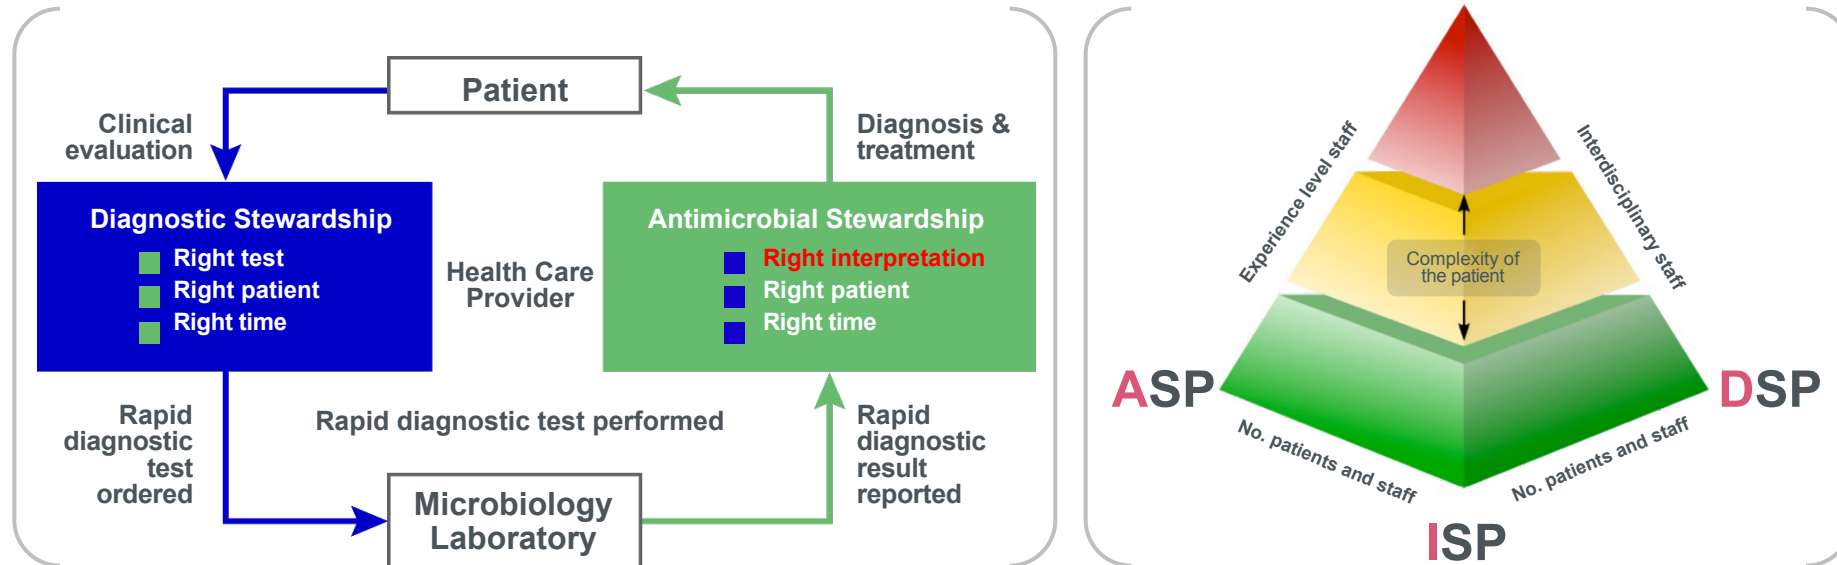 Patient
Clinical
evaluation
Diagnosis &
treatment
Diagnostic Stewardship
Right test
Right patient
Right time
Health Care
Provider
Antimicrobial Stewardship
Right interpretation
Right patient
Right time
Rapid
diagnostic
test
ordered
Rapid diagnostic test performed
Rapid
diagnostic
result
reported
Microbiology
Laboratory
Experience level staff
Interdisciplinary staff
Complexity of
the patient
ASP
DSP
No. patients and staff
No. patients and staff
ISP